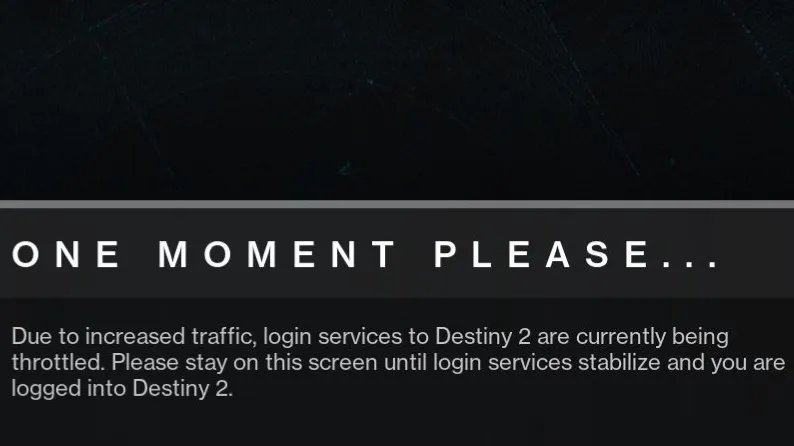 ONE MOMENT PLEASE...
Due to increased traffic, login services to Destiny 2 are currently being
throttled. Please stay on this screen until login services stabilize and you are
logged into Destiny 2.